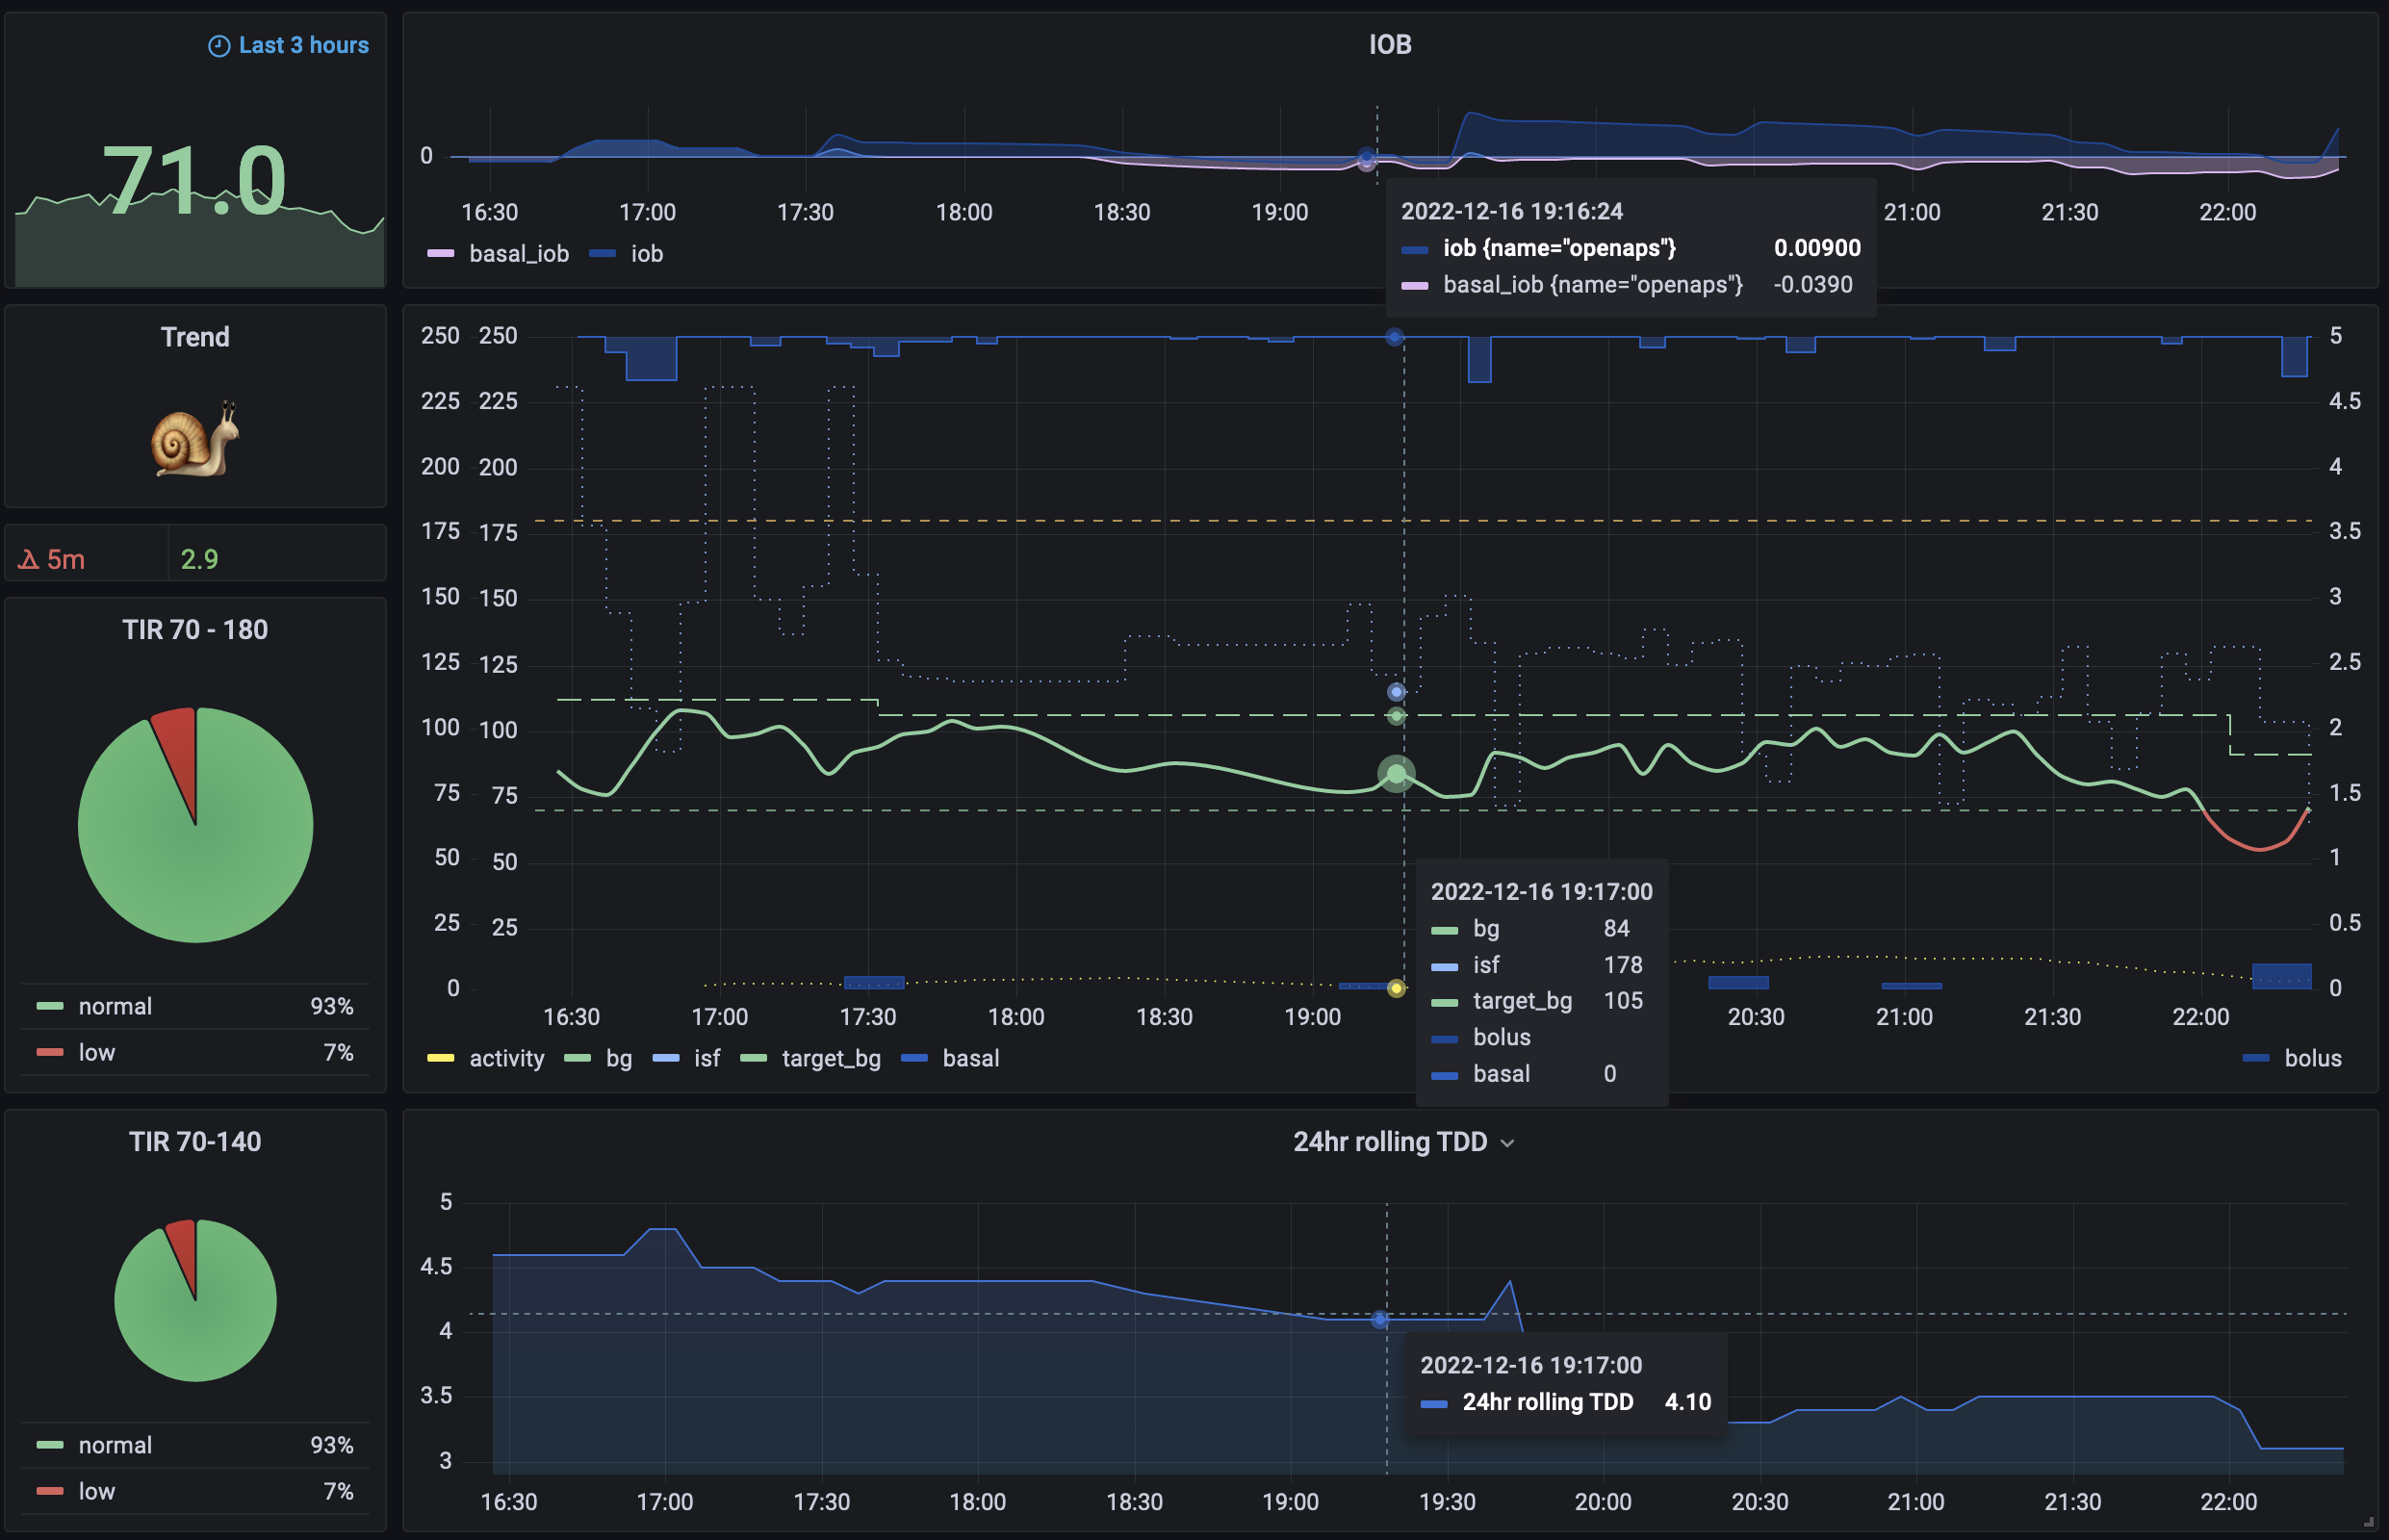 Last 3 hours
71.0
Trend
5m
2.9
TIR 70 - 180
normal 93%
low 7%
TIR 70-140
normal 93%
low 7%
IOB
0
16:30 17:00 17:30 18:00 18:30 19:00 21:00 21:30 22:00
basal_iob iob
2022-12-16 19:16:24
iob {name="openaps"} 0.00900
basal_iob {name="openaps"} -0.0390
250 250 5
225 225 4.5
200 200 4
175 175 3.5
150 150 3
125 125 2.5
100 100 2
75 75 1.5
50 50 1
25 25 0.5
0 0
16:30 17:00 17:30 18:00 18:30 19:00 20:30 21:00 21:30 22:00
activity bg isf target_bg basal bolus
2022-12-16 19:17:00
bg 84
isf 178
target_bg 105
bolus
basal 0
24hr rolling TDD
5
4.5
4
3.5
3
16:30 17:00 17:30 18:00 18:30 19:00 19:30 20:00 20:30 21:00 21:30 22:00
2022-12-16 19:17:00
24hr rolling TDD 4.10